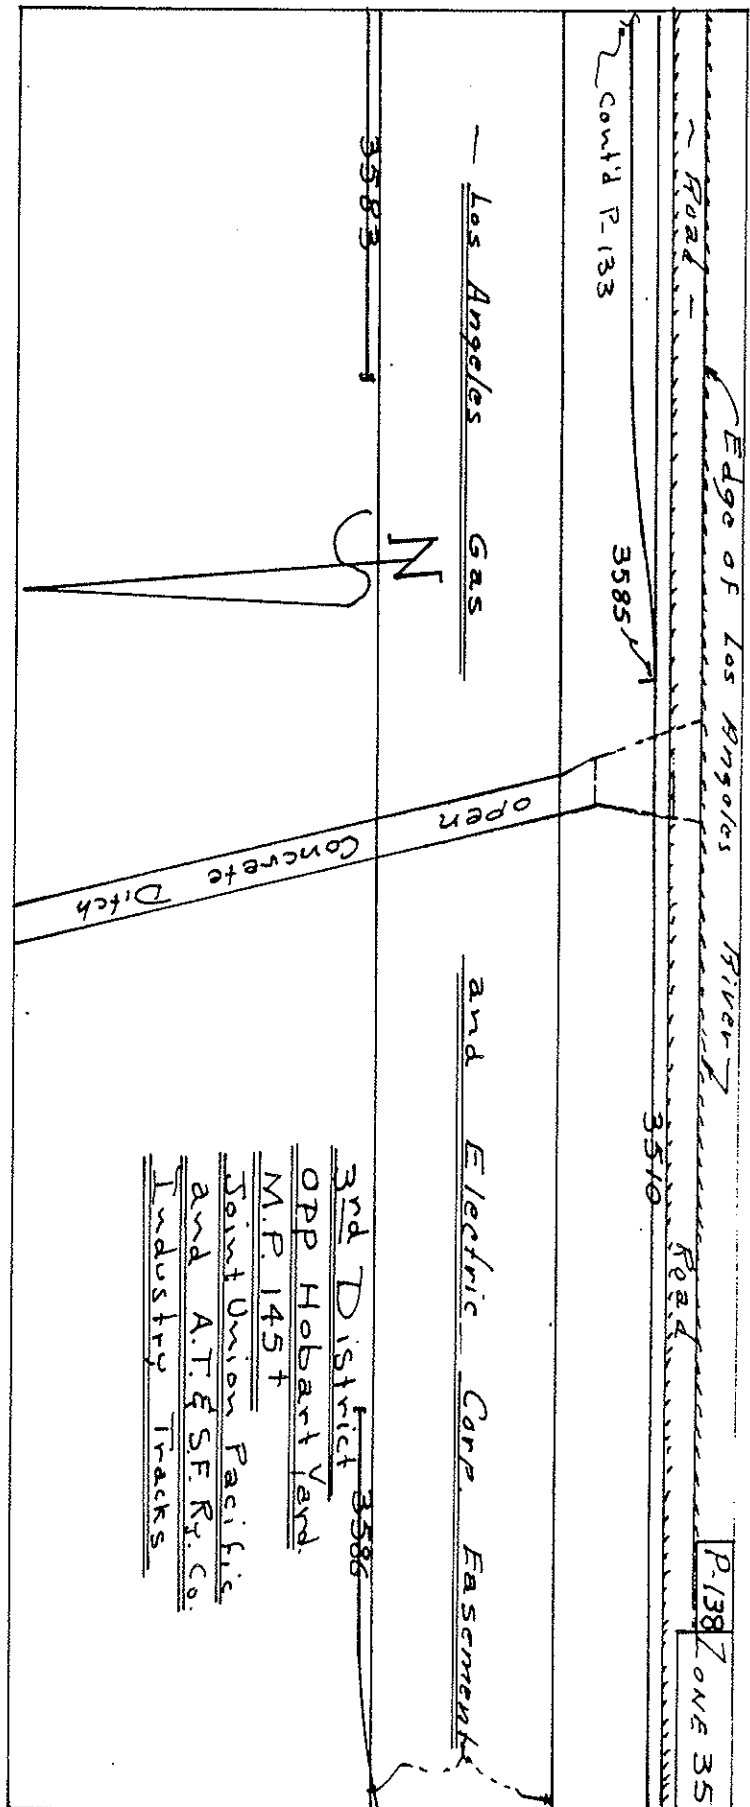 Edge of Los Angeles River
P-138
ZONE 35
~ Road -
Road
3510
Cont'd P-133
3585
- Los Angeles Gas and Electric Corp. Easement
open Concrete Ditch
N
3583
3586
3rd District
Opp Hobart Yard.
M.P. 145+
Joint Union Pacific
and A.T.& S.F. Ry. Co.
Industry Tracks